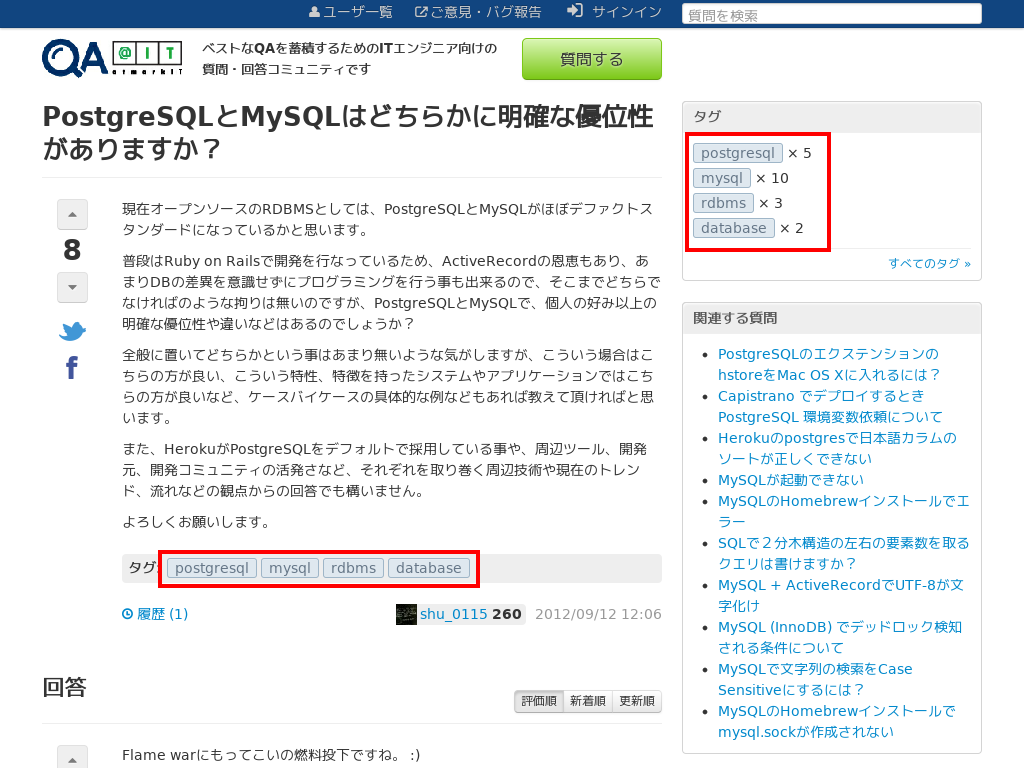 ユーザー覧 ご意見・バグ報告 サインイン 質問を検索
QA @IT atmarkIT
ベストなQAを蓄積するためのITエンジニア向けの
質問・回答コミュニティです
質問する
PostgreSQLとMySQLはどちらかに明確な優位性
がありますか？
8
現在オープンソースのRDBMSとしては、PostgreSQLとMySQLがほぼデファクトス
タンダードになっているかと思います。
普段はRuby on Railsで開発を行なっているため、ActiveRecordの恩恵もあり、あ
まりDBの差異を意識せずにプログラミングを行う事も出来るので、そこまでどちらで
なければのような拘りは無いのですが、PostgreSQLとMySQLで、個人の好み以上の
明確な優位性や違いなどはあるのでしょうか？
全般に置いてどちらかという事はあまり無いような気がしますが、こういう場合はこ
ちらの方が良い、こういう特性、特徴を持ったシステムやアプリケーションではこち
らの方が良いなど、ケースバイケースの具体的な例などもあれば教えて頂ければと思
います。
また、HerokuがPostgreSQLをデフォルトで採用している事や、周辺ツール、開発
元、開発コミュニティの活発さなど、それぞれを取り巻く周辺技術や現在のトレン
ド、流れなどの観点からの回答でも構いません。
よろしくお願いします。
タグ: postgresql mysql rdbms database
履歴 (1) shu_0115 260 2012/09/12 12:06
回答
評価順 新着順 更新順
Flame warにもってこいの燃料投下ですね。 :)
タグ
postgresql × 5
mysql × 10
rdbms × 3
database × 2
すべてのタグ »
関連する質問
PostgreSQLのエクステンションの
hstoreをMac OS Xに入れるには？
Capistrano でデプロイするとき
PostgreSQL 環境変数依頼について
Herokuのpostgresで日本語カラムの
ソートが正しくできない
MySQLが起動できない
MySQLのHomebrewインストールでエ
ラー
SQLで２分木構造の左右の要素数を取る
クエリは書けますか？
MySQL + ActiveRecordでUTF-8が文
字化け
MySQL (InnoDB) でデッドロック検知
される条件について
MySQLで文字列の検索をCase
Sensitiveにするには？
MySQLのHomebrewインストールで
mysql.sockが作成されない